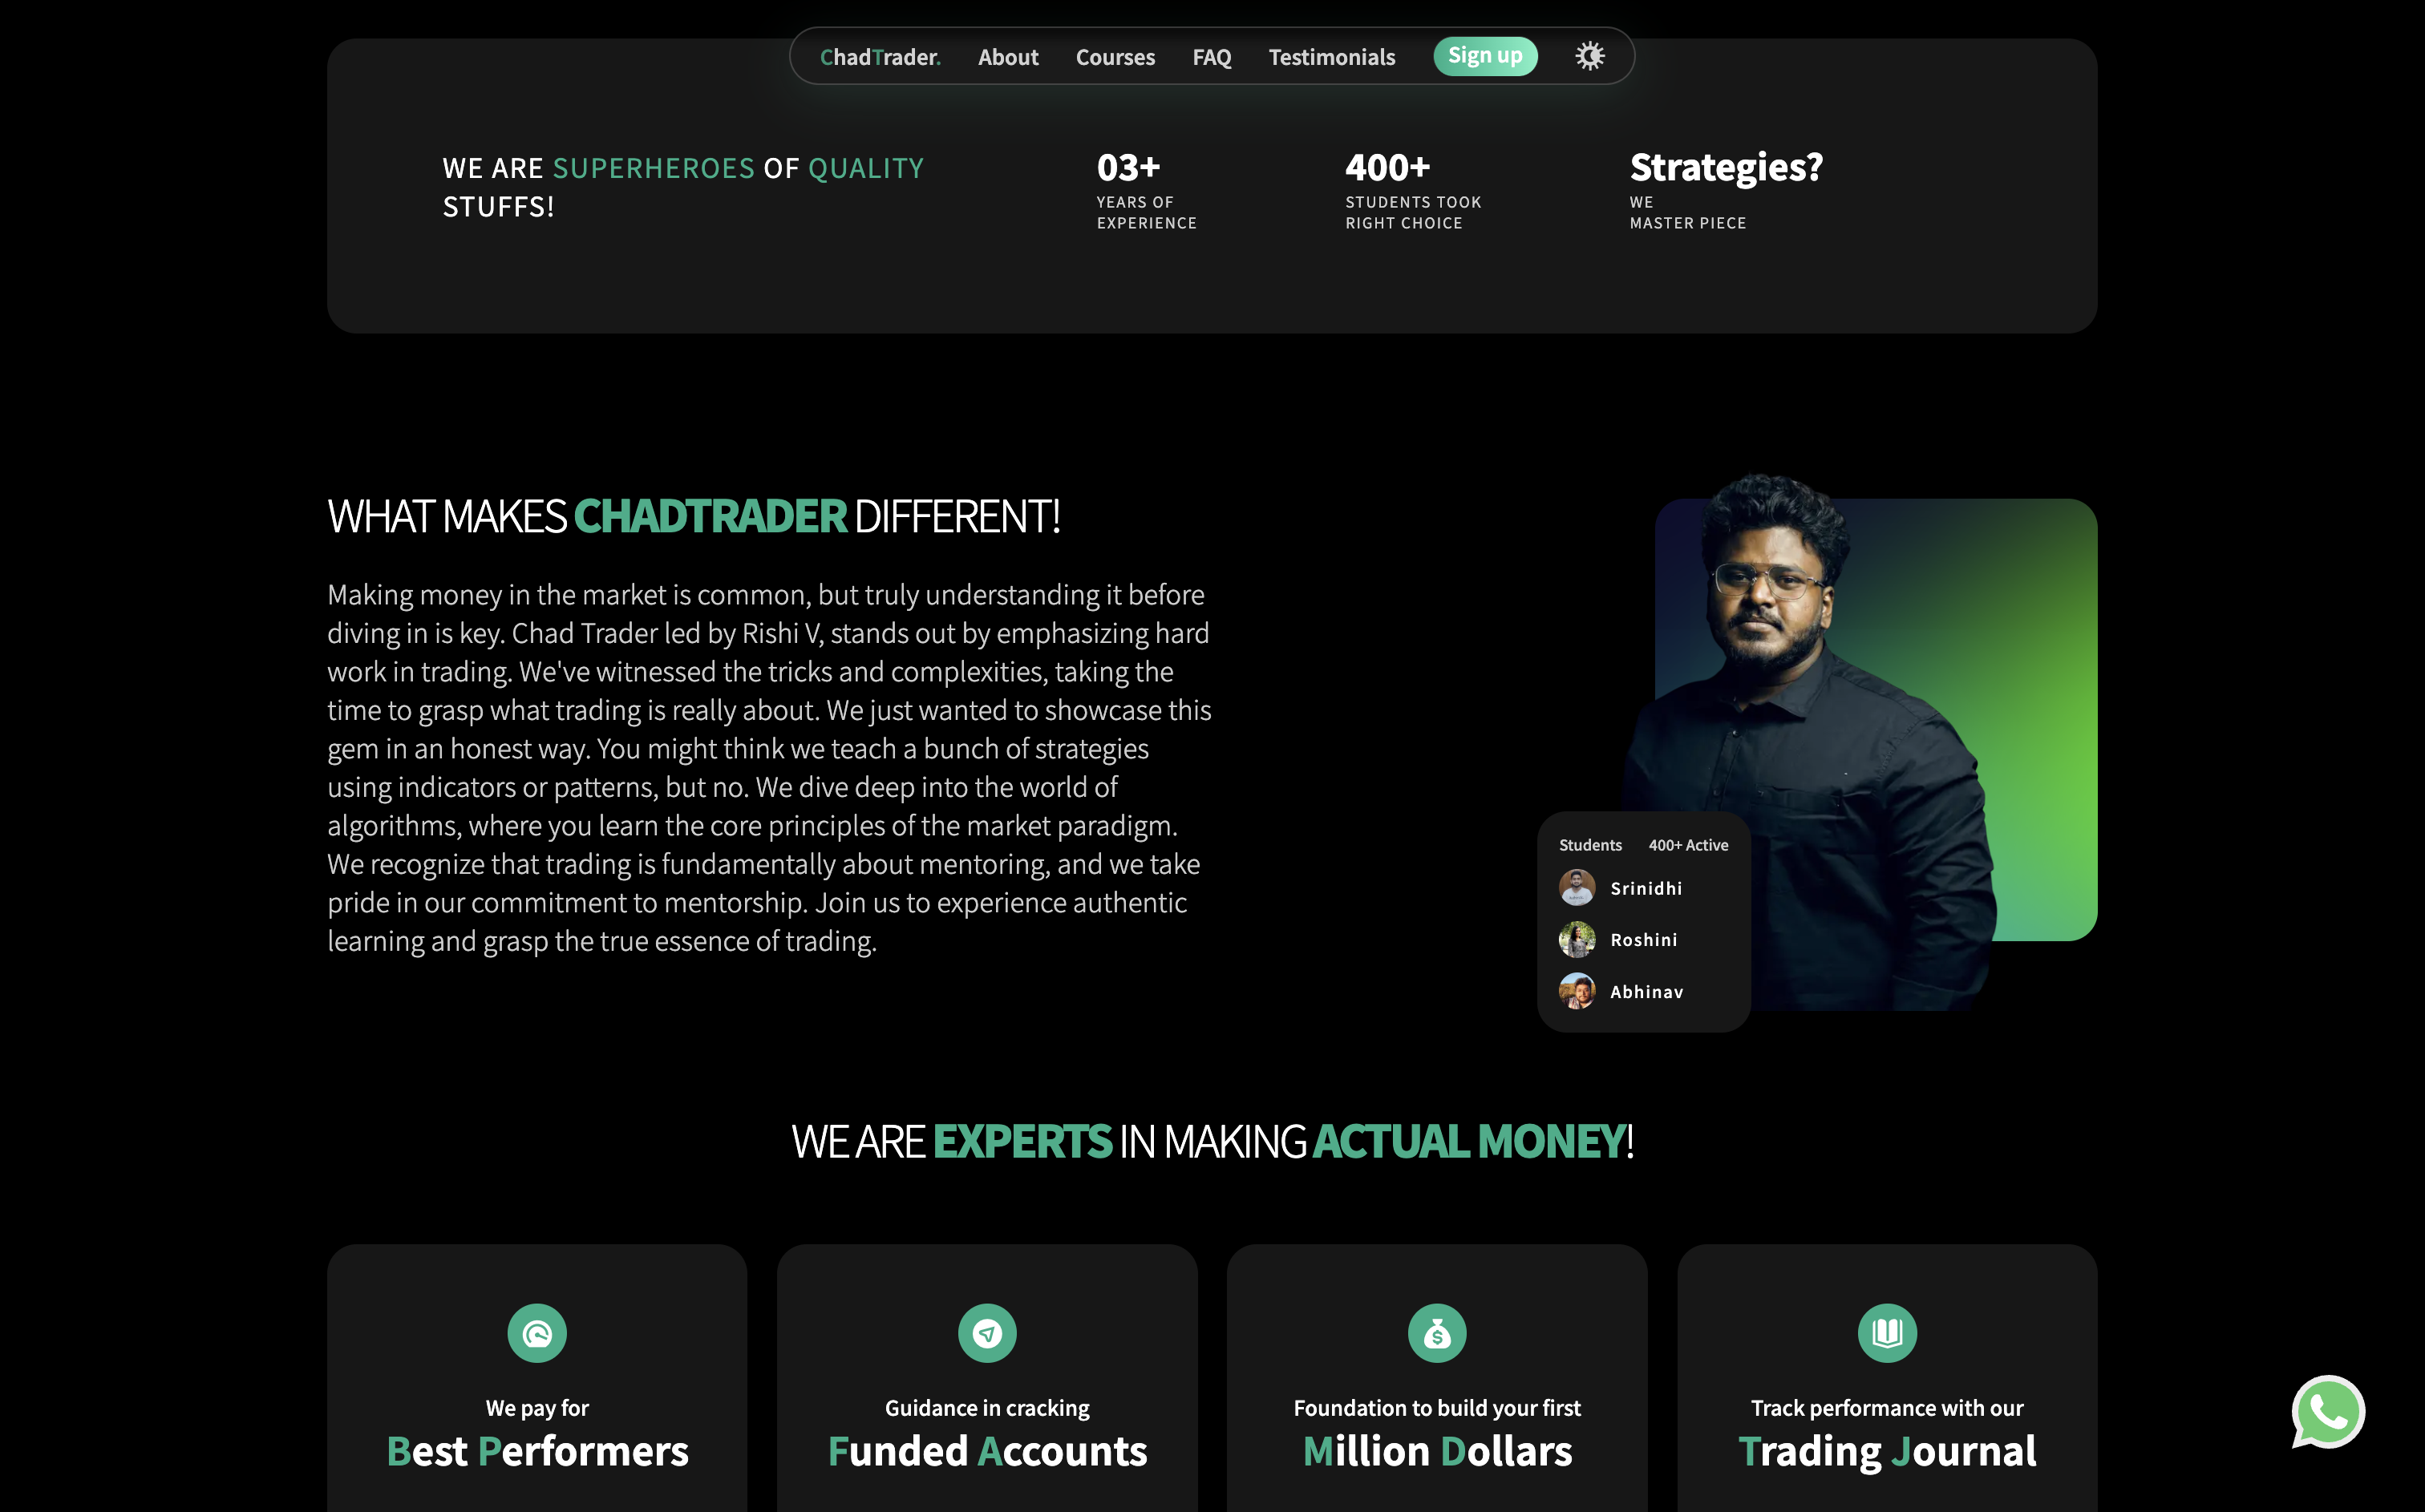 ChadTrader. About Courses FAQ Testimonials Sign up
WE ARE SUPERHEROES OF QUALITY
STUFFS!
03+
YEARS OF
EXPERIENCE
400+
STUDENTS TOOK
RIGHT CHOICE
Strategies?
WE
MASTER PIECE
WHAT MAKES CHADTRADER DIFFERENT!
Making money in the market is common, but truly understanding it before
diving in is key. Chad Trader led by Rishi V, stands out by emphasizing hard
work in trading. We've witnessed the tricks and complexities, taking the
time to grasp what trading is really about. We just wanted to showcase this
gem in an honest way. You might think we teach a bunch of strategies
using indicators or patterns, but no. We dive deep into the world of
algorithms, where you learn the core principles of the market paradigm.
We recognize that trading is fundamentally about mentoring, and we take
pride in our commitment to mentorship. Join us to experience authentic
learning and grasp the true essence of trading.
Students 400+ Active
Srinidhi
Roshini
Abhinav
WE ARE EXPERTS IN MAKING ACTUAL MONEY!
We pay for
Best Performers
Guidance in cracking
Funded Accounts
Foundation to build your first
Million Dollars
Track performance with our
Trading Journal